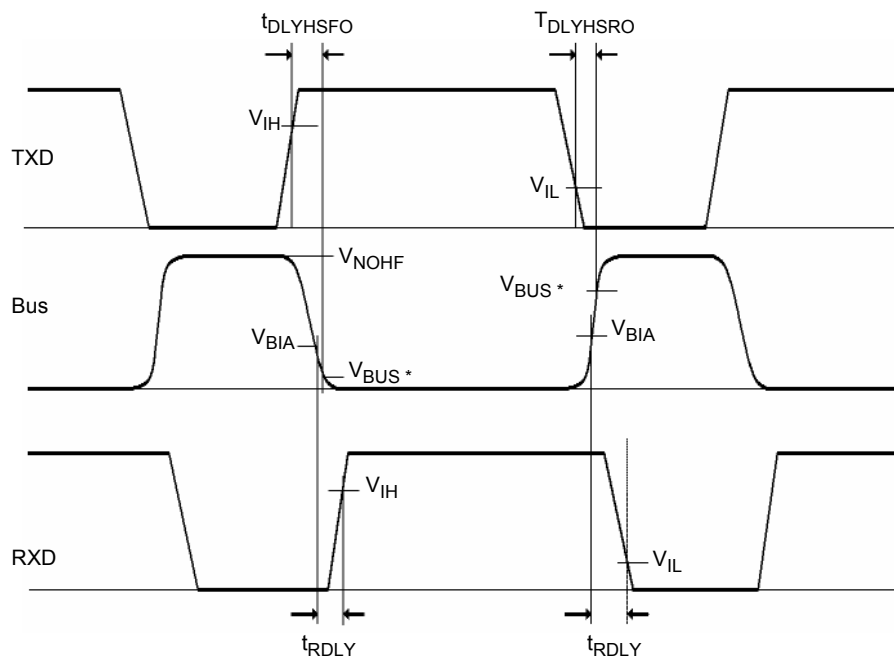 tDLYHSFO
TDLYHSRO
VIH
TXD
VIL
VNOHF
Bus
VBUS *
VBIA
VBIA
VBUS *
VIH
RXD
VIL
tRDLY
tRDLY